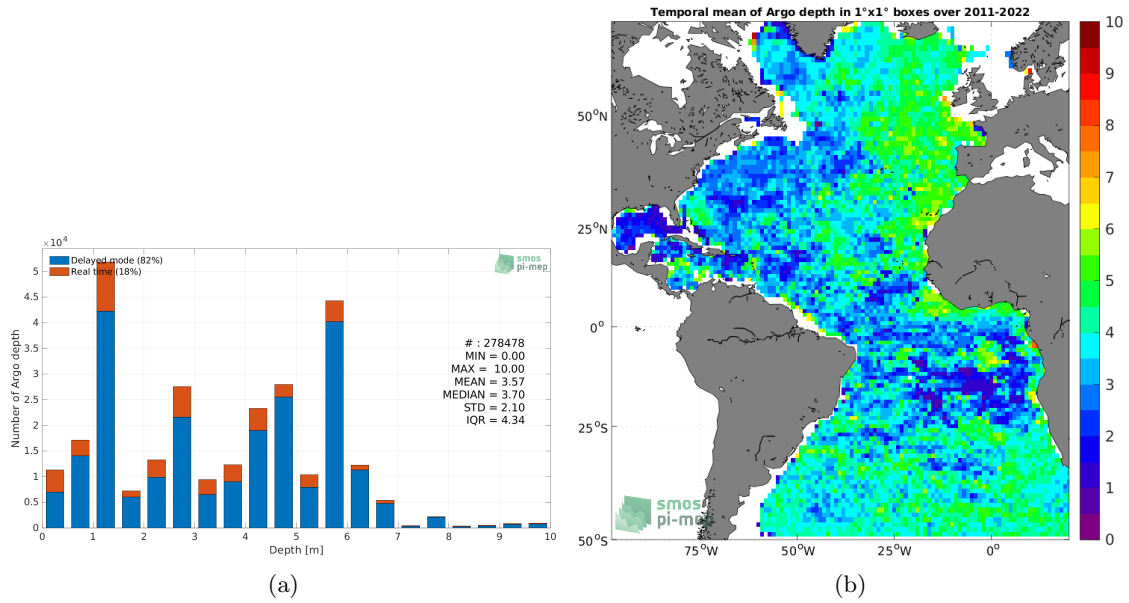 ×10⁴
Delayed mode (82%)
Real time (18%)
smos
pi-mep
5
4.5
4
3.5
3
2.5
2
1.5
1
0.5
0
Number of Argo depth
# : 278478
MIN = 0.00
MAX = 10.00
MEAN = 3.57
MEDIAN = 3.70
STD = 2.10
IQR = 4.34
0 1 2 3 4 5 6 7 8 9 10
Depth [m]
(a)
Temporal mean of Argo depth in 1°x1° boxes over 2011-2022
50°N
25°N
0°
25°S
50°S
75°W 50°W 25°W 0°
smos
pi-mep
10
9
8
7
6
5
4
3
2
1
0
(b)